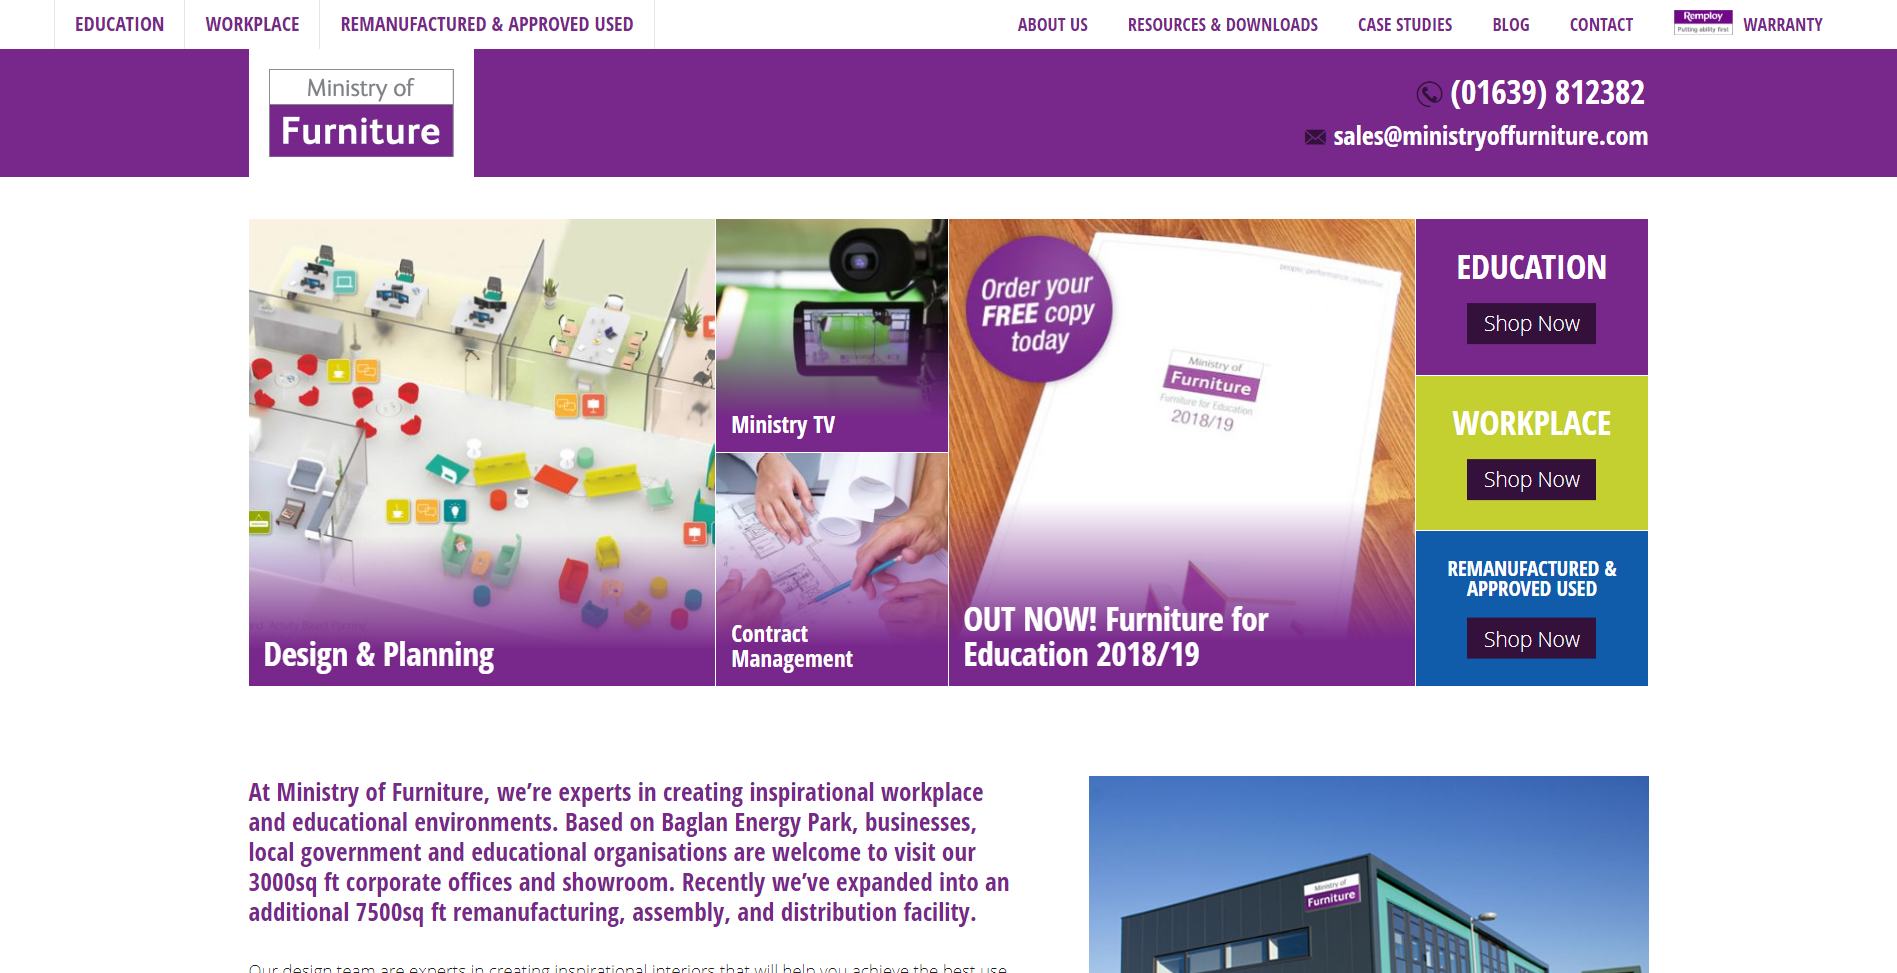 EDUCATION
WORKPLACE
REMANUFACTURED & APPROVED USED
ABOUT US
RESOURCES & DOWNLOADS
CASE STUDIES
BLOG
CONTACT
Remploy
Putting ability first
WARRANTY
Ministry of
Furniture
(01639) 812382
sales@ministryoffurniture.com
Design & Planning
Ministry TV
Contract
Management
Order your
FREE copy
today
people | performance | expertise
Ministry of
Furniture
Furniture for Education
2018/19
OUT NOW! Furniture for
Education 2018/19
EDUCATION
Shop Now
WORKPLACE
Shop Now
REMANUFACTURED &
APPROVED USED
Shop Now
At Ministry of Furniture, we’re experts in creating inspirational workplace
and educational environments. Based on Baglan Energy Park, businesses,
local government and educational organisations are welcome to visit our
3000sq ft corporate offices and showroom. Recently we’ve expanded into an
additional 7500sq ft remanufacturing, assembly, and distribution facility.
Our design team are experts in creating inspirational interiors that will help you achieve the best use
Ministry of
Furniture